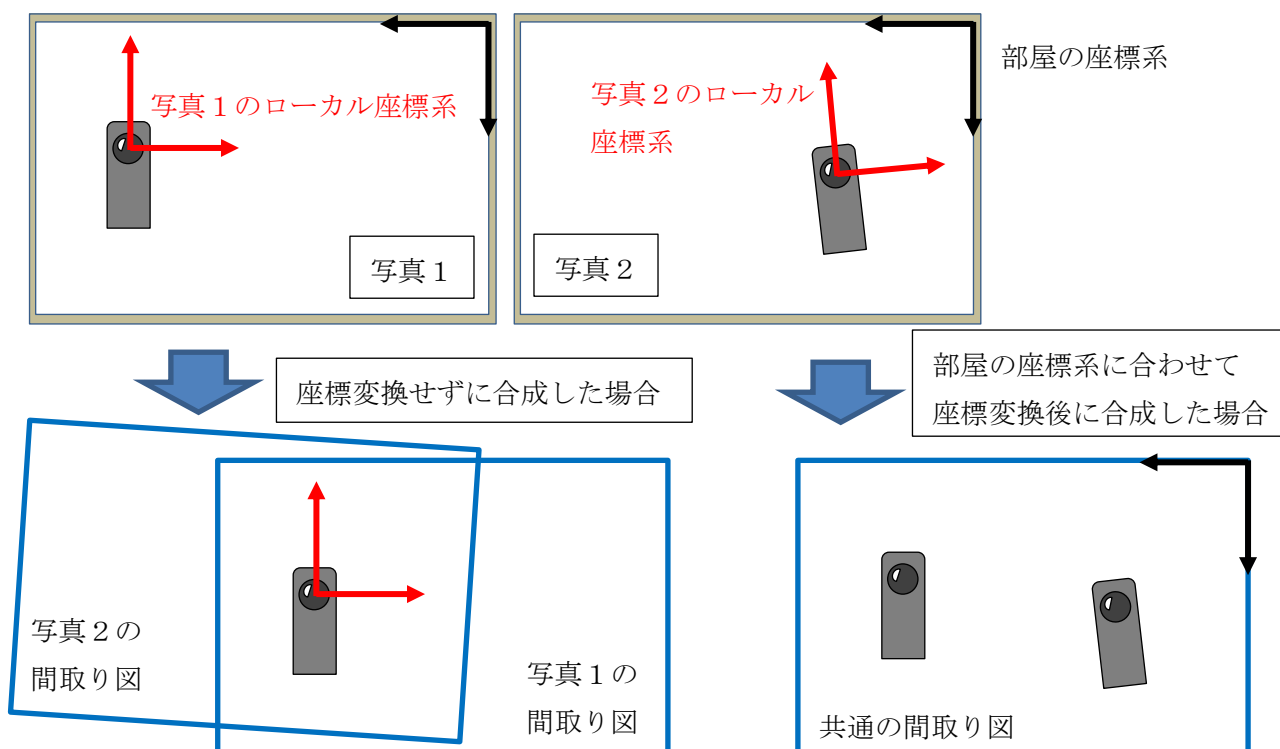 部屋の座標系
写真１のローカル座標系
写真２のローカル
座標系
写真１
写真２
座標変換せずに合成した場合
部屋の座標系に合わせて
座標変換後に合成した場合
写真２の
間取り図
写真１の
間取り図
共通の間取り図